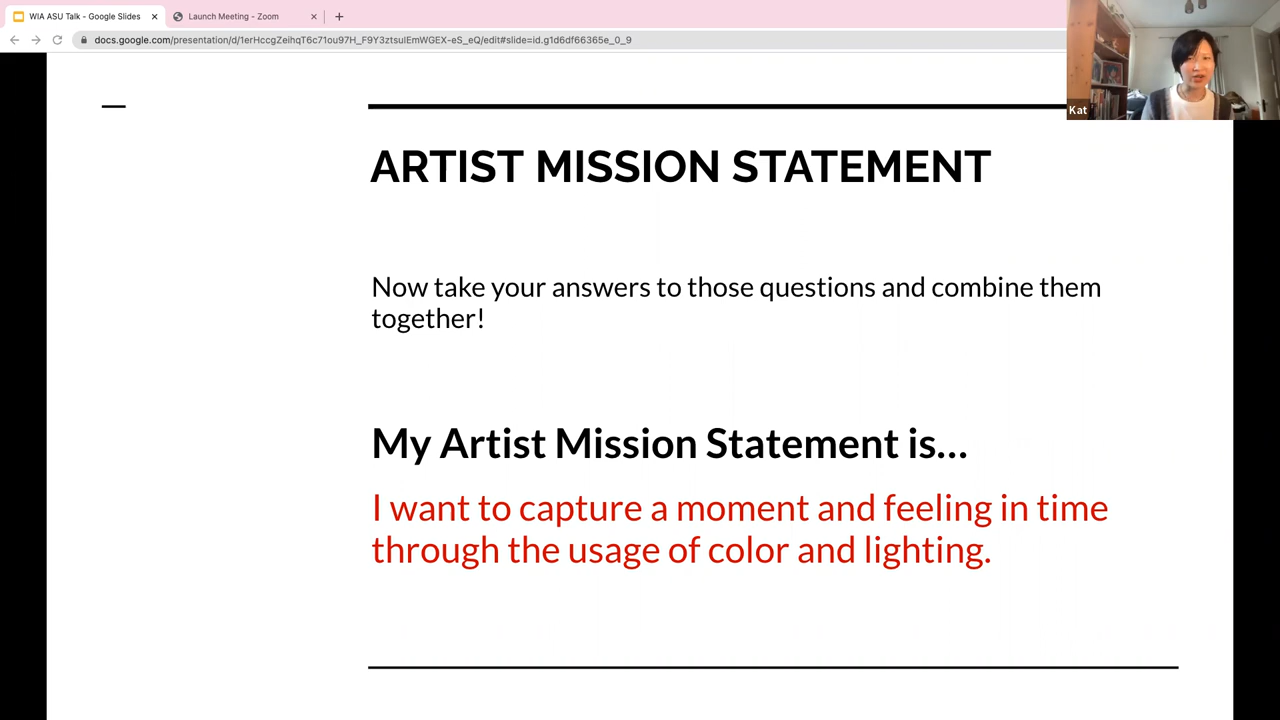 WIA ASU Talk - Google Slides
Launch Meeting - Zoom
docs.google.com/presentation/d/1erHccgZeihqT6c71ou97H_F9Y3ztsuIEmWGEX-eS_eQ/edit#slide=id.g1d6df66365e_0_9
Kat
ARTIST MISSION STATEMENT
Now take your answers to those questions and combine them
together!
My Artist Mission Statement is...
I want to capture a moment and feeling in time
through the usage of color and lighting.